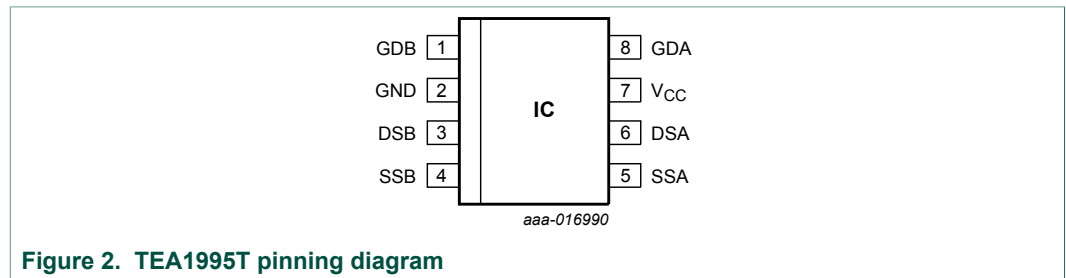 GDB 1 8 GDA
GND 2 7 VCC
IC
DSB 3 6 DSA
SSB 4 5 SSA
aaa-016990
Figure 2. TEA1995T pinning diagram